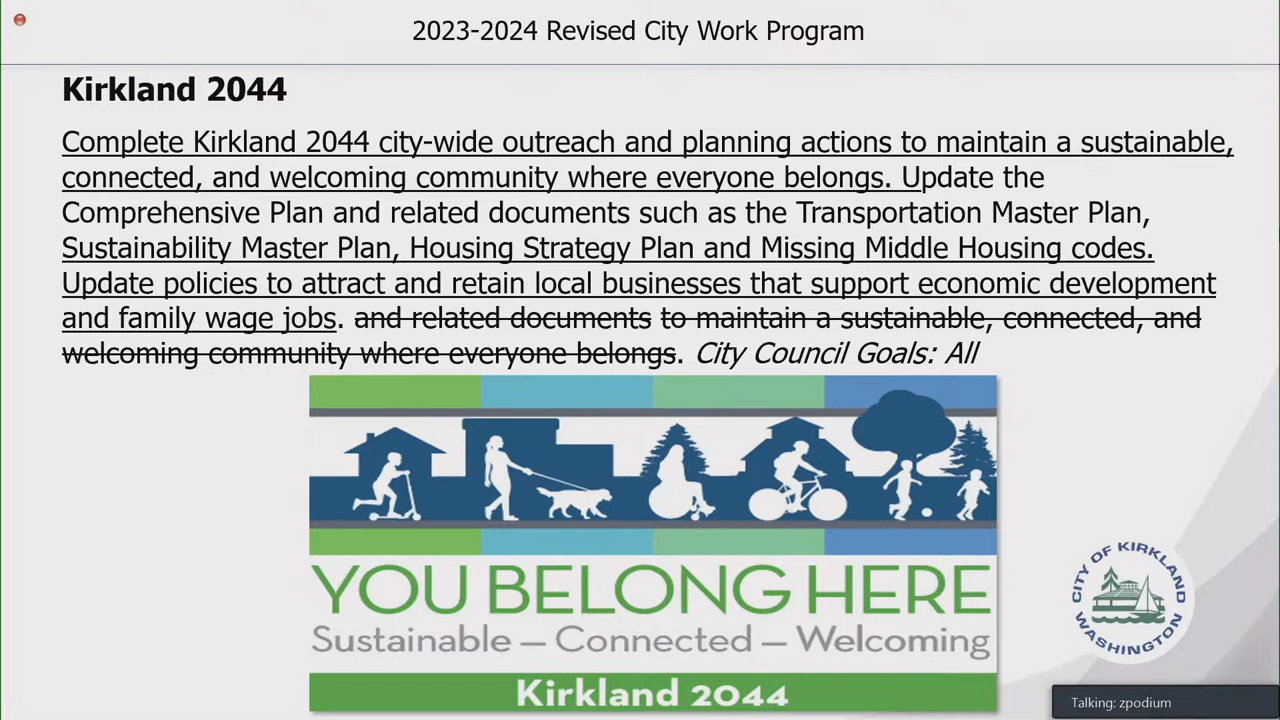 2023-2024 Revised City Work Program
Kirkland 2044
Complete Kirkland 2044 city-wide outreach and planning actions to maintain a sustainable,
connected, and welcoming community where everyone belongs. Update the
Comprehensive Plan and related documents such as the Transportation Master Plan,
Sustainability Master Plan, Housing Strategy Plan and Missing Middle Housing codes.
Update policies to attract and retain local businesses that support economic development
and family wage jobs. and related documents to maintain a sustainable, connected, and
welcoming community where everyone belongs. City Council Goals: All
YOU BELONG HERE
Sustainable — Connected — Welcoming
Kirkland 2044
CITY OF KIRKLAND
WASHINGTON
Talking: zpodium